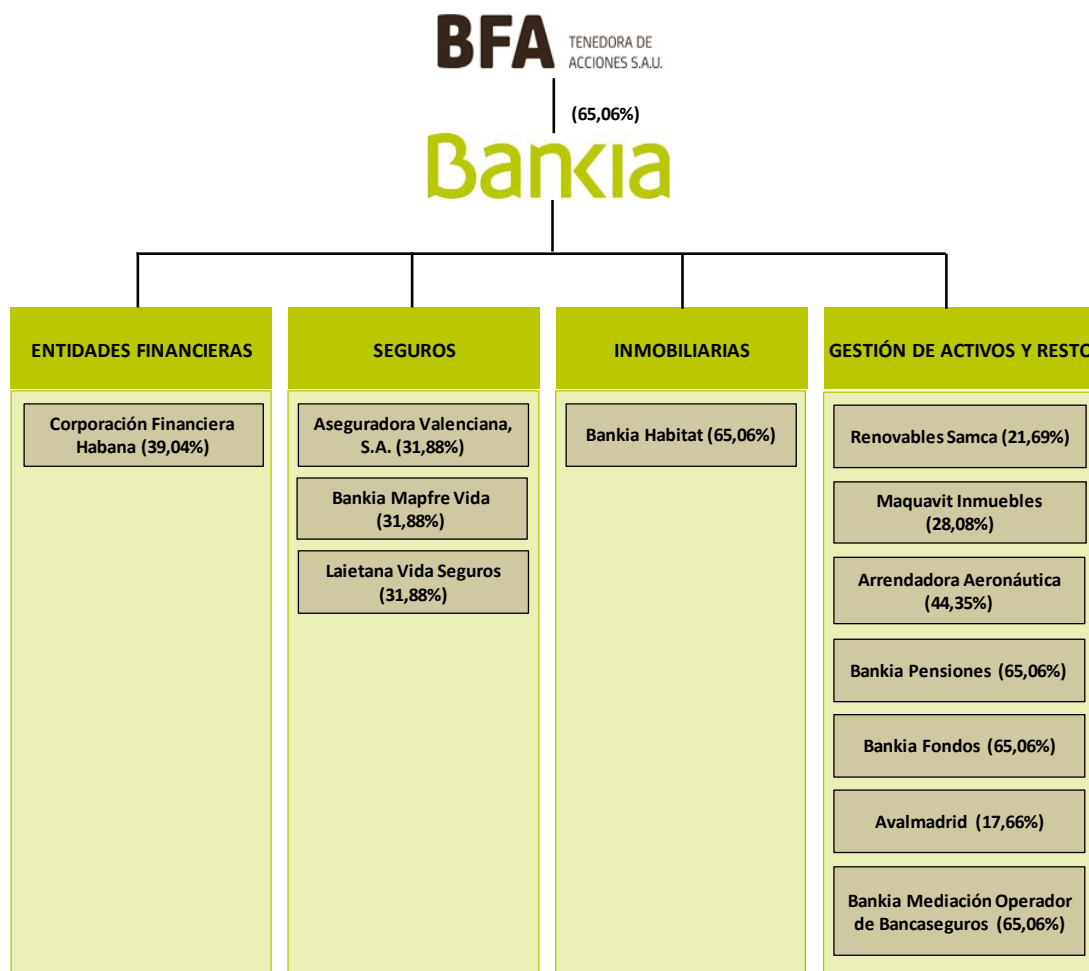 BFA
TENEDORA DE
ACCIONES S.A.U.
(65,06%)
Bankia
ENTIDADES FINANCIERAS
Corporación Financiera
Habana (39,04%)
SEGUROS
Aseguradora Valenciana,
S.A. (31,88%)
Bankia Mapfre Vida
(31,88%)
Laietana Vida Seguros
(31,88%)
INMOBILIARIAS
Bankia Habitat (65,06%)
GESTIÓN DE ACTIVOS Y RESTO
Renovables Samca (21,69%)
Maquavit Inmuebles
(28,08%)
Arrendadora Aeronáutica
(44,35%)
Bankia Pensiones (65,06%)
Bankia Fondos (65,06%)
Avalmadrid (17,66%)
Bankia Mediación Operador
de Bancaseguros (65,06%)